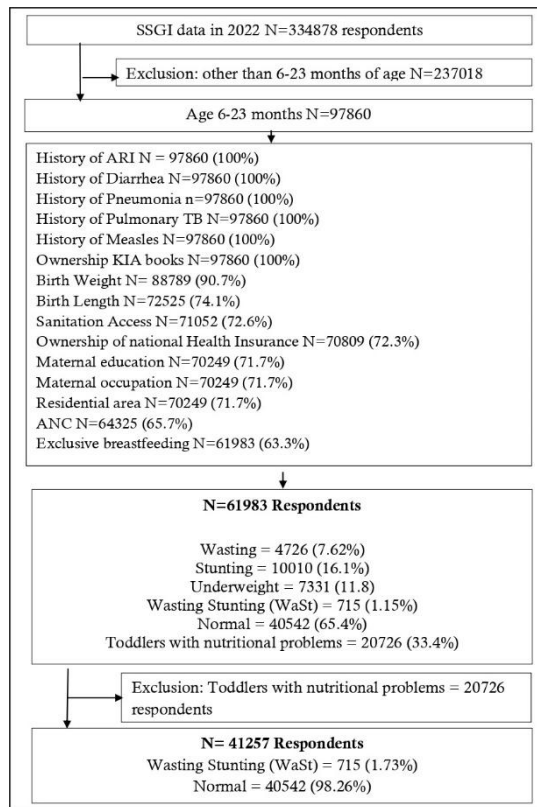 SSGI data in 2022 N=334878 respondents
Exclusion: other than 6-23 months of age N=237018
Age 6-23 months N=97860
History of ARI N = 97860 (100%)
History of Diarrhea N=97860 (100%)
History of Pneumonia n=97860 (100%)
History of Pulmonary TB N=97860 (100%)
History of Measles N=97860 (100%)
Ownership KIA books N=97860 (100%)
Birth Weight N= 88789 (90.7%)
Birth Length N=72525 (74.1%)
Sanitation Access N=71052 (72.6%)
Ownership of national Health Insurance N=70809 (72.3%)
Maternal education N=70249 (71.7%)
Maternal occupation N=70249 (71.7%)
Residential area N=70249 (71.7%)
ANC N=64325 (65.7%)
Exclusive breastfeeding N=61983 (63.3%)
N=61983 Respondents
Wasting = 4726 (7.62%)
Stunting = 10010 (16.1%)
Underweight = 7331 (11.8)
Wasting Stunting (WaSt) = 715 (1.15%)
Normal = 40542 (65.4%)
Toddlers with nutritional problems = 20726 (33.4%)
Exclusion: Toddlers with nutritional problems = 20726
respondents
N= 41257 Respondents
Wasting Stunting (WaSt) = 715 (1.73%)
Normal = 40542 (98.26%)